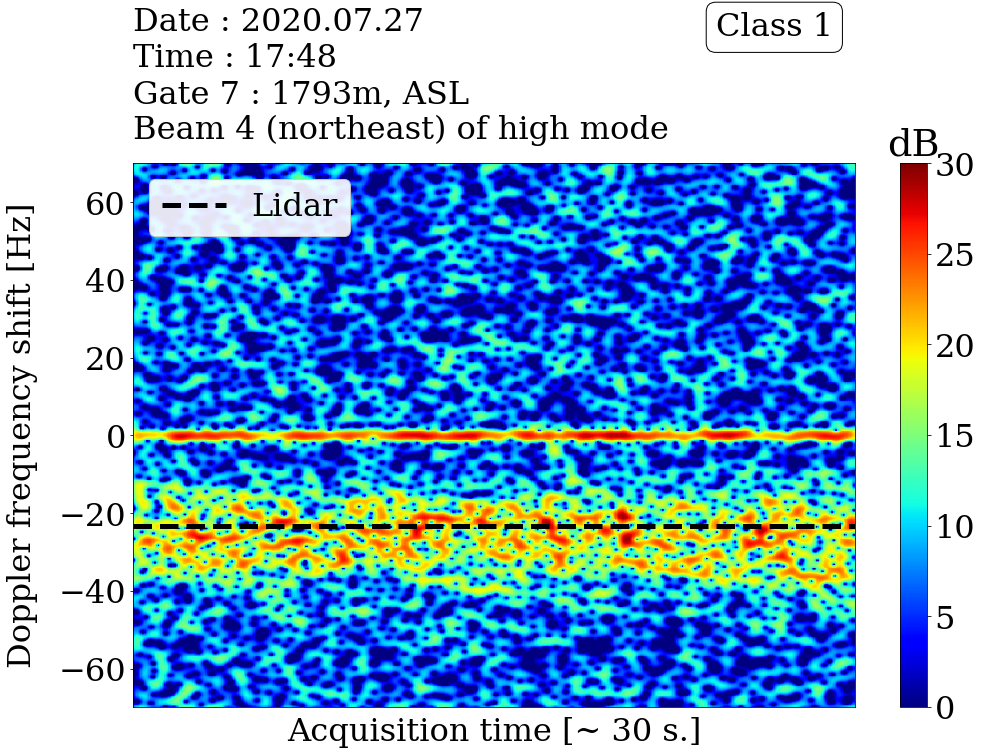 Date : 2020.07.27
Time : 17:48
Gate 7 : 1793m, ASL
Beam 4 (northeast) of high mode
Class 1
dB
Lidar
Doppler frequency shift [Hz]
60
40
20
0
−20
−40
−60
Acquisition time [~ 30 s.]
30
25
20
15
10
5
0